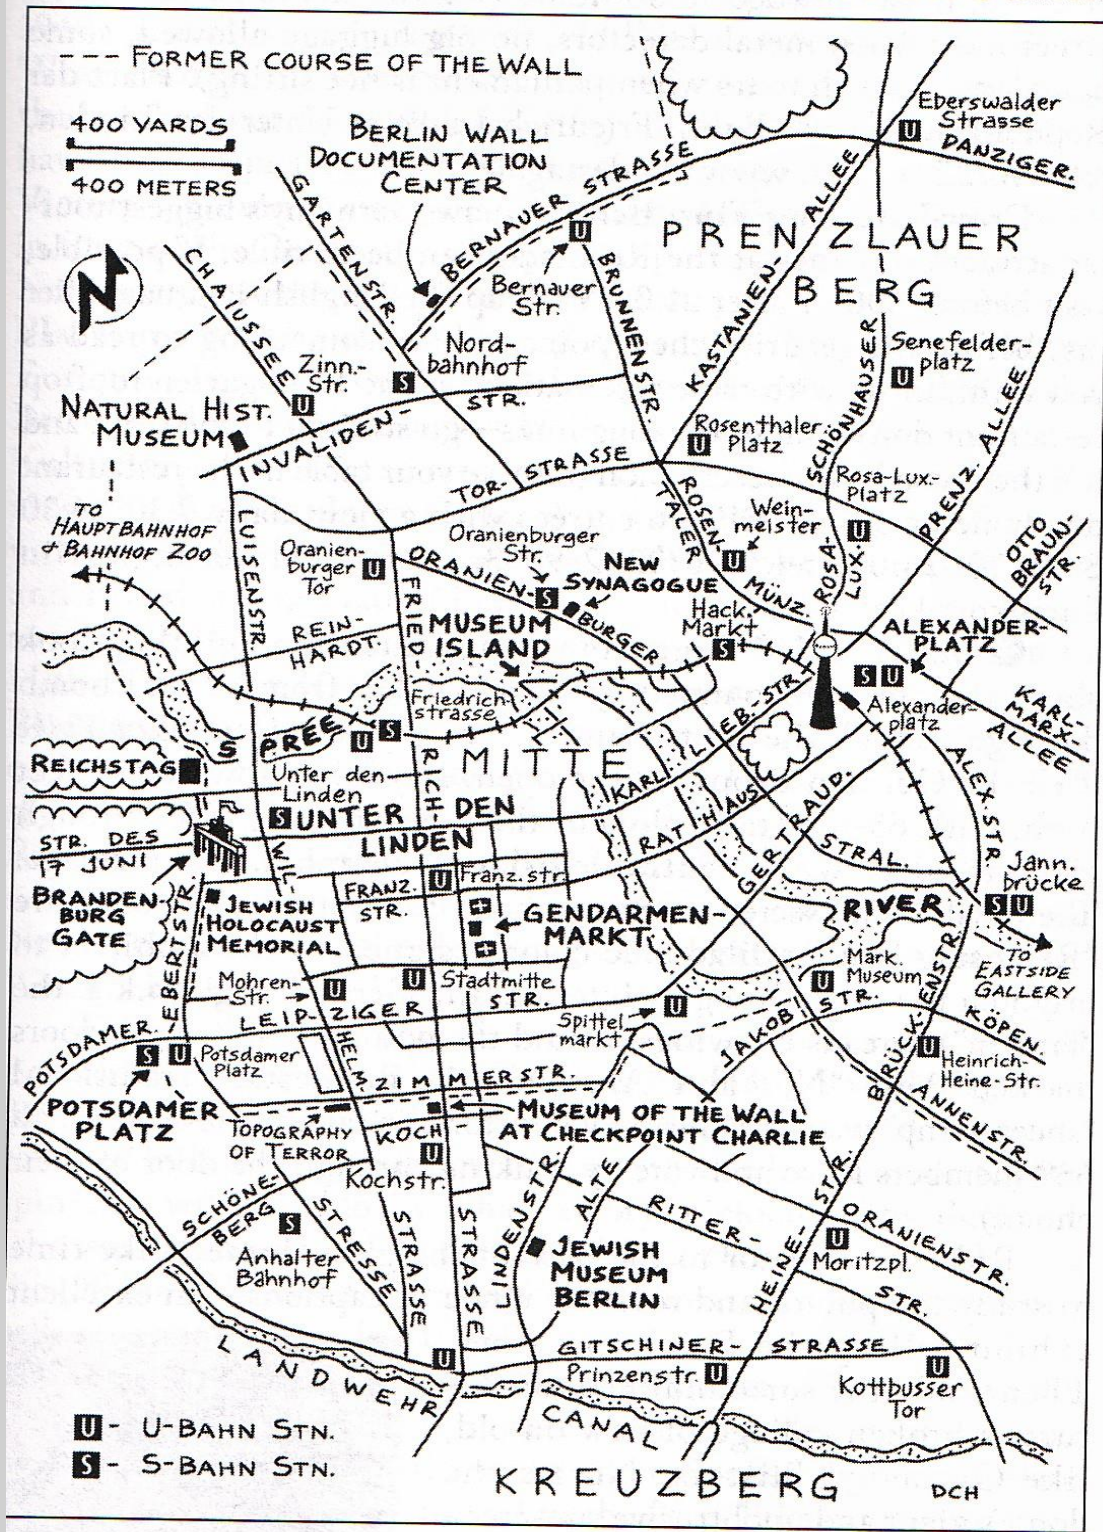 --- FORMER COURSE OF THE WALL
400 YARDS
400 METERS
BERLIN WALL
DOCUMENTATION
CENTER
BERNAUER STRASSE
GARTENSTR.
CHAUSSEE
N
U
Eberswalder
Strasse
DANZIGER.
PRENZLAUER
BERG
KASTANIEN-
ALLEE
U
Bernauer
Str.
BRUNNENSTR.
Nord-
bahnhof
S
Zinn.-
Str.
U
NATURAL HIST.
MUSEUM
INVALIDEN-
STR.
Senefelder-
platz
U
SCHÖNHAUSER
PRENZ. ALLEE
Rosenthaler
Platz
U
TOR-
STRASSE
Rosa-Lux.-
Platz
U
ROSA-
LUX.
ROSEN-
TALER
Wein-
meister
U
MÜNZ.
OTTO
BRAUN-
STR.
TO
HAUPTBAHNHOF
+ BAHNHOF ZOO
LUISENSTR.
Oranien-
burger
Tor
U
Oranienburger
Str.
S
ORANIEN-
BURGER
NEW
SYNAGOGUE
Hack.
Markt
S
ALEXANDER-
PLATZ
S U
Alexander-
platz
KARL-
MARX-
ALLEE
REIN-
HARDT.
FRIED-
RICH-
MUSEUM
ISLAND
Friedrich-
strasse
U S
SPREE
MITTE
KARL LIEB.-STR.
RATHAUS
REICHSTAG
Unter den
Linden
S
UNTER DEN
LINDEN
STR. DES
17 JUNI
BRANDEN-
BURG
GATE
WIL-
HELM-
GERTRAUD.
STRAL.
ALEX.STR
Jann.
brücke
S U
TO
EASTSIDE
GALLERY
RIVER
FRANZ.
STR.
U
Franz.str.
JEWISH
HOLOCAUST
MEMORIAL
GENDARMEN-
MARKT
EBERTSTR.
Mohren-
Str.
U
U
Stadtmitte
LEIPZIGER
STR.
Märk.
Museum
U
Spittel
markt
U
JAKOB
STR.
BRÜCKENSTR.
KÖPEN.
POTSDAMER.
S U
Potsdamer
Platz
POTSDAMER
PLATZ
ZIMMERSTR.
U
Heinrich-
Heine-Str.
ANNENSTR.
TOPOGRAPHY
OF TERROR
MUSEUM OF THE WALL
AT CHECKPOINT CHARLIE
KOCH
U
Kochstr.
SCHÖNE-
BERG
STRESSE
S
Anhalter
Bahnhof
STRASSE
STRASSE
LINDENSTR.
ALTE
RITTER-
STR.
ORANIENSTR.
HEINE-
STR.
U
Moritzpl.
JEWISH
MUSEUM
BERLIN
GITSCHINER-STRASSE
U
Prinzenstr. U
U
Kottbusser
Tor
LANDWEHR
CANAL
KREUZBERG
U - U-BAHN STN.
S - S-BAHN STN.
DCH